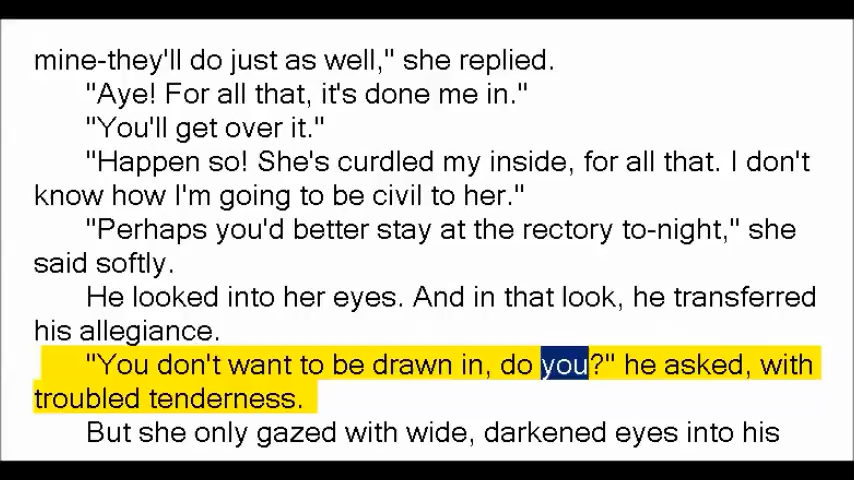 mine-they'll do just as well," she replied.
"Aye! For all that, it's done me in."
"You'll get over it."
"Happen so! She's curdled my inside, for all that. I don't
know how I'm going to be civil to her."
"Perhaps you'd better stay at the rectory to-night," she
said softly.
He looked into her eyes. And in that look, he transferred
his allegiance.
"You don't want to be drawn in, do you?" he asked, with
troubled tenderness.
But she only gazed with wide, darkened eyes into his